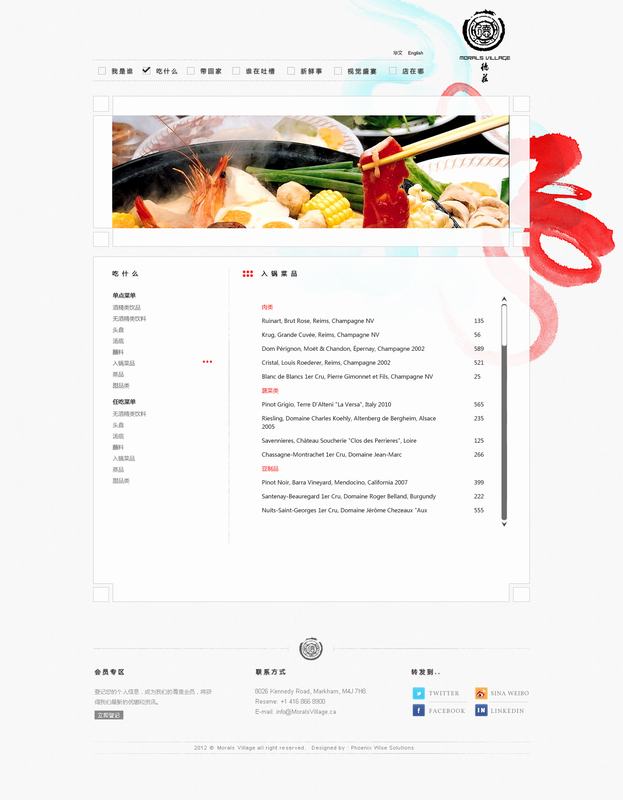 华文 English
MORALS VILLAGE
德
庄
我是谁 吃什么 带回家 谁在吐槽 新鲜事 视觉盛宴 店在哪
吃什么
入锅菜品
单点菜单
酒精类饮品
无酒精类饮料
头盘
汤底
蘸料
入锅菜品
蒸品
甜品类
任吃菜单
无酒精类饮料
头盘
汤底
蘸料
入锅菜品
蒸品
甜品类
肉类
Ruinart, Brut Rose, Reims, Champagne NV 135
Krug, Grande Cuvée, Reims, Champagne NV 56
Dom Pérignon, Moët & Chandon, Épernay, Champagne 2002 589
Cristal, Louis Roederer, Reims, Champagne 2002 521
Blanc de Blancs 1er Cru, Pierre Gimonnet et Fils, Champagne NV 25
蔬菜类
Pinot Grigio, Terre D'Alteni "La Versa", Italy 2010 565
Riesling, Domaine Charles Koehly, Altenberg de Bergheim, Alsace 235
2005
Savennieres, Château Soucherie "Clos des Perrieres", Loire 125
Chassagne-Montrachet 1er Cru, Domaine Jean-Marc 266
豆制品
Pinot Noir, Barra Vineyard, Mendocino, California 2007 399
Santenay-Beauregard 1er Cru, Domaine Roger Belland, Burgundy 222
Nuits-Saint-Georges 1er Cru, Domaine Jérôme Chezeaux "Aux 555
会员专区
登记您的个人信息，成为我们的尊贵会员，将获
得我们最新的优惠和资讯。
立即登记
联系方式
8026 Kennedy Road, Markham, M4J 7H8
Reserve: +1 416 866 8900
E-mail: info@MoralsVillage.ca
转发到..
TWITTER SINA WEIBO
FACEBOOK LINKEDIN
2012 © Morals Village all right reserved. Designed by : Phoenix Wise Solutions